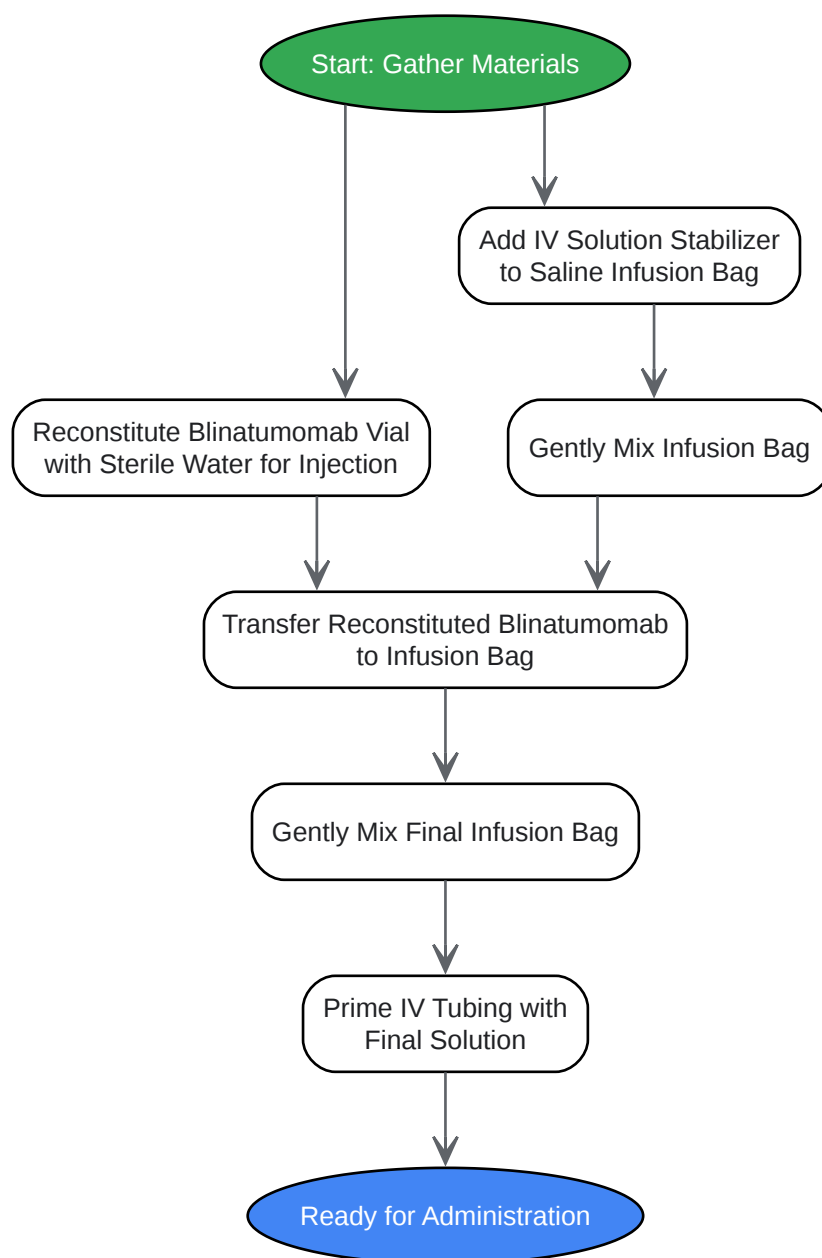 Start: Gather Materials
Add IV Solution Stabilizer
to Saline Infusion Bag
Reconstitute Blinatumomab Vial
with Sterile Water for Injection
Gently Mix Infusion Bag
Transfer Reconstituted Blinatumomab
to Infusion Bag
Gently Mix Final Infusion Bag
Prime IV Tubing with
Final Solution
Ready for Administration